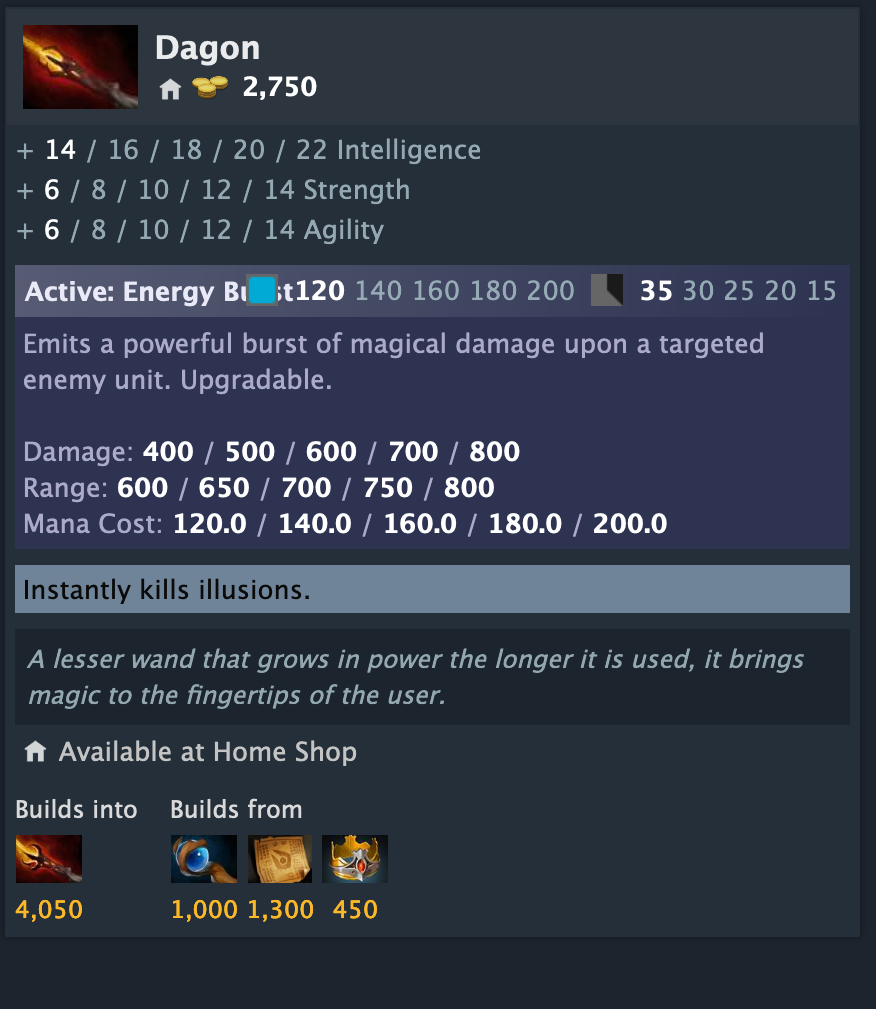 Dagon
2,750
+ 14 / 16 / 18 / 20 / 22 Intelligence
+ 6 / 8 / 10 / 12 / 14 Strength
+ 6 / 8 / 10 / 12 / 14 Agility
Active: Energy 120 140 160 180 200 35 30 25 20 15
Emits a powerful burst of magical damage upon a targeted
enemy unit. Upgradable.
Damage: 400 / 500 / 600 / 700 / 800
Range: 600 / 650 / 700 / 750 / 800
Mana Cost: 120.0 / 140.0 / 160.0 / 180.0 / 200.0
Instantly kills illusions.
A lesser wand that grows in power the longer it is used, it brings
magic to the fingertips of the user.
Available at Home Shop
Builds into Builds from
4,050 1,000 1,300 450